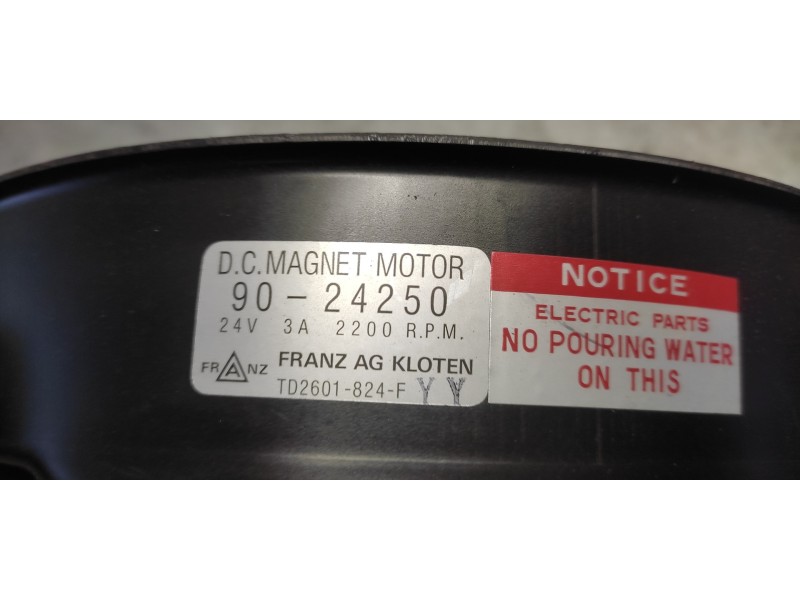 D.C. MAGNET MOTOR
90-24250
24V 3A 2200 R.P.M.
FRANZ FRANZ AG KLOTEN
TD2601-824-F Y Y
NOTICE
ELECTRIC PARTS
NO POURING WATER
ON THIS